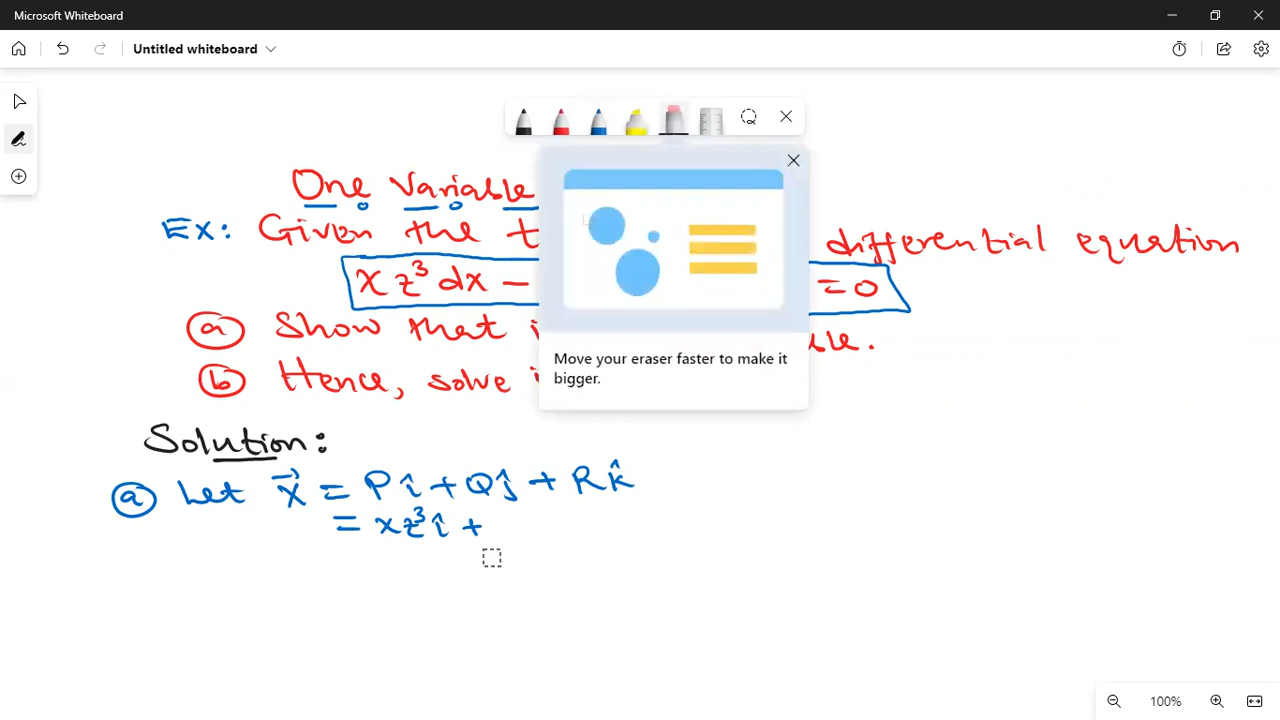 Microsoft Whiteboard
Untitled whiteboard
One Variable
Ex: Given the t differential equation
xz³dx − = 0
(a) Show that i ble.
(b) Hence, solve i
Move your eraser faster to make it
bigger.
Solution:
(a) Let X⃗ = Pî + Qĵ + Rk̂
= xz³î +
100%